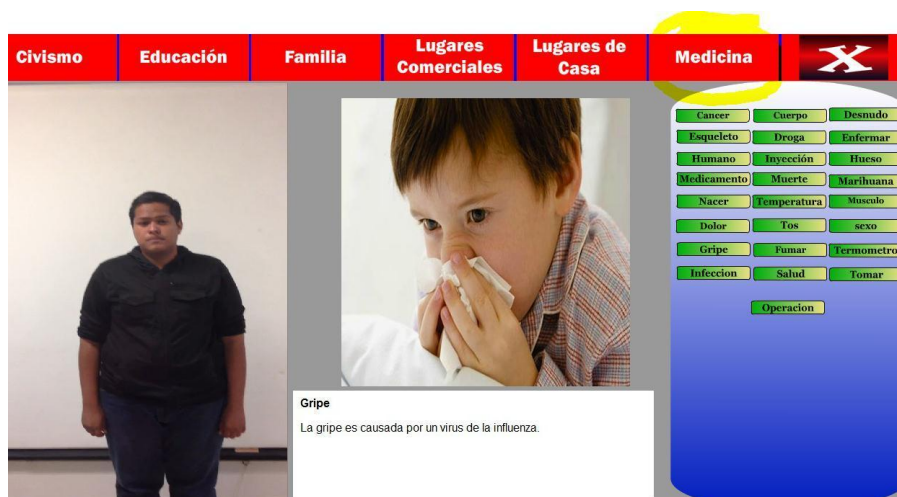 Civismo
Educación
Familia
Lugares
Comerciales
Lugares de
Casa
Medicina
X
Cancer
Cuerpo
Desnudo
Esqueleto
Droga
Enfermar
Humano
Inyección
Hueso
Medicamento
Muerte
Marihuana
Nacer
Temperatura
Musculo
Dolor
Tos
sexo
Gripe
Fumar
Termometro
Infeccion
Salud
Tomar
Operacion
Gripe
La gripe es causada por un virus de la influenza.